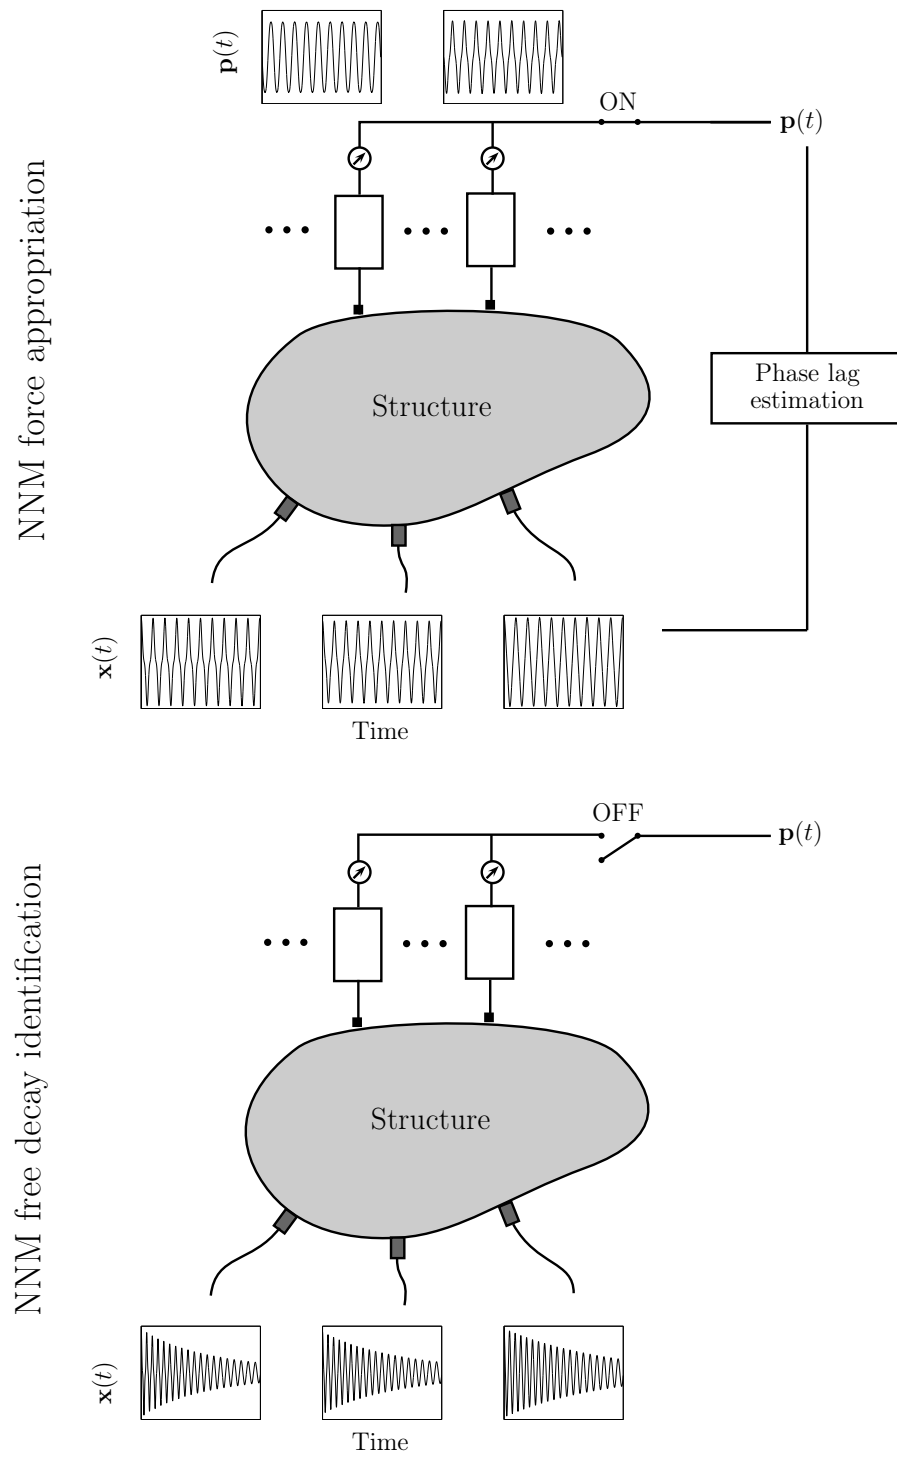 p(t)
ON
p(t)
NNM force appropriation
Structure
Phase lag
estimation
x(t)
Time
OFF
p(t)
NNM free decay identification
Structure
x(t)
Time